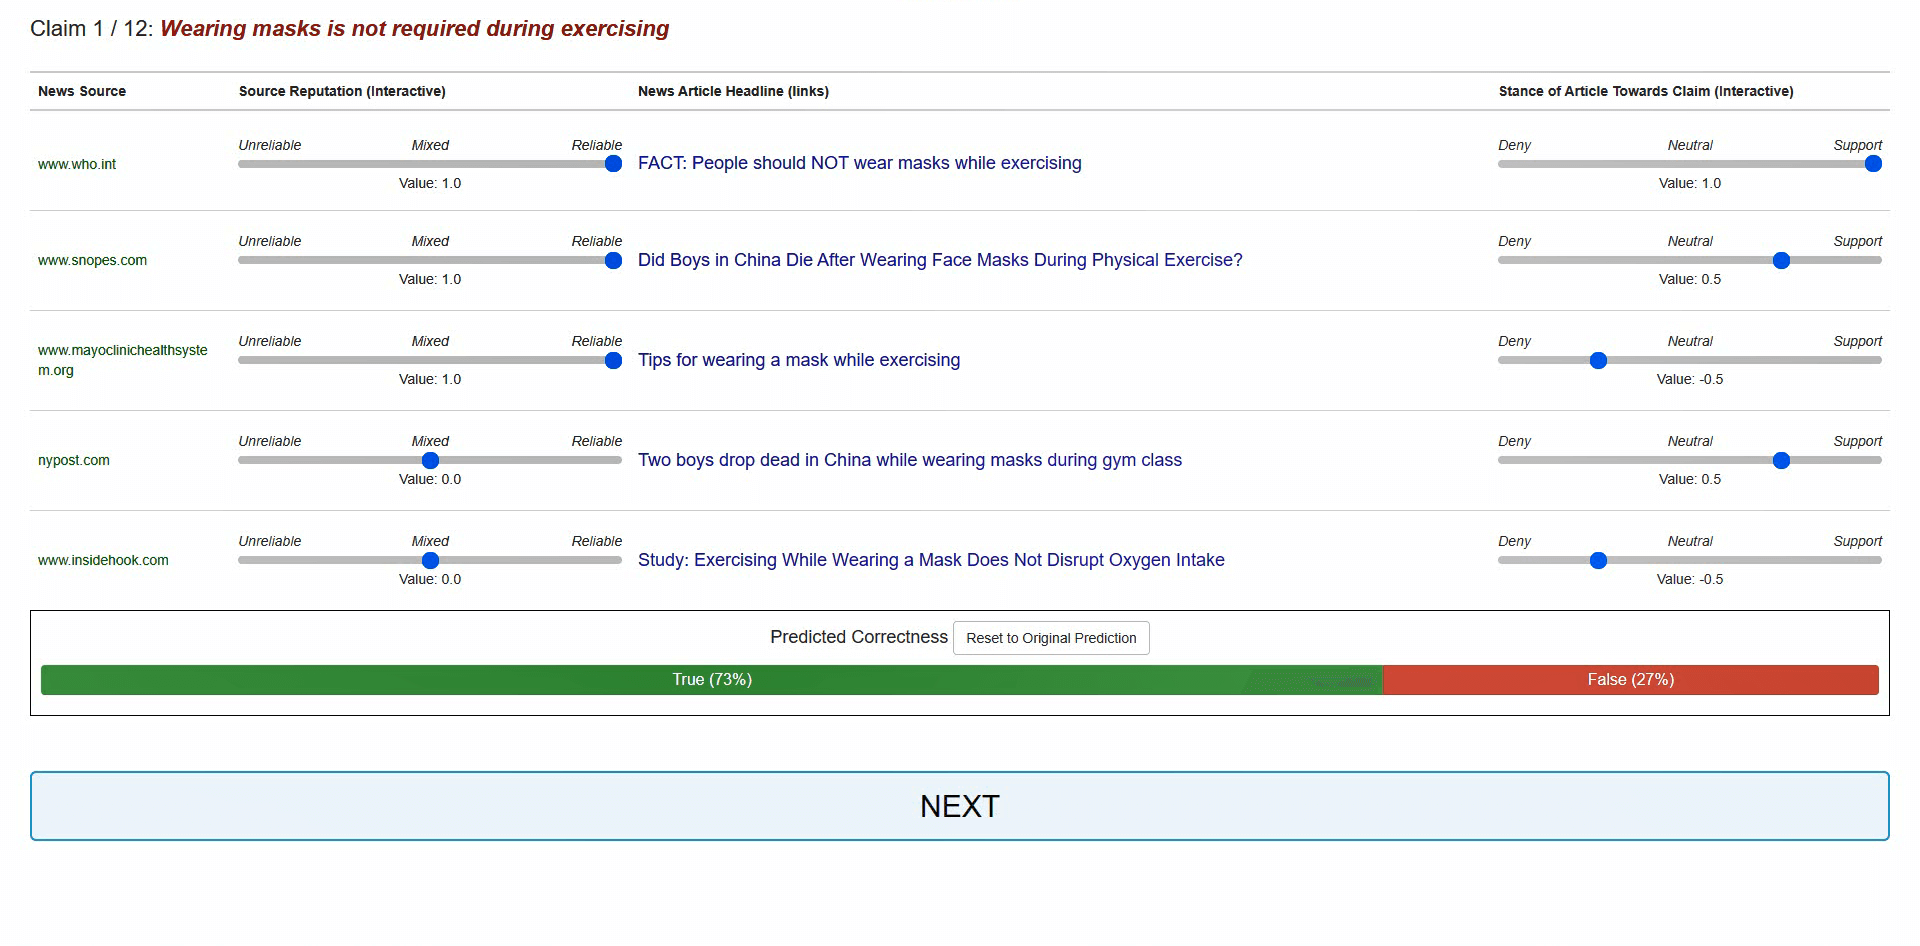 Claim 1 / 12: Wearing masks is not required during exercising
News Source Source Reputation (Interactive) News Article Headline (links) Stance of Article Towards Claim (Interactive)
Unreliable Mixed Reliable Deny Neutral Support
www.who.int FACT: People should NOT wear masks while exercising
Value: 1.0 Value: 1.0
Unreliable Mixed Reliable Deny Neutral Support
www.snopes.com Did Boys in China Die After Wearing Face Masks During Physical Exercise?
Value: 1.0 Value: 0.5
Unreliable Mixed Reliable Deny Neutral Support
www.mayoclinichealthsyste
m.org Tips for wearing a mask while exercising
Value: 1.0 Value: -0.5
Unreliable Mixed Reliable Deny Neutral Support
nypost.com Two boys drop dead in China while wearing masks during gym class
Value: 0.0 Value: 0.5
Unreliable Mixed Reliable Deny Neutral Support
www.insidehook.com Study: Exercising While Wearing a Mask Does Not Disrupt Oxygen Intake
Value: 0.0 Value: -0.5
Predicted Correctness Reset to Original Prediction
True (73%) False (27%)
NEXT